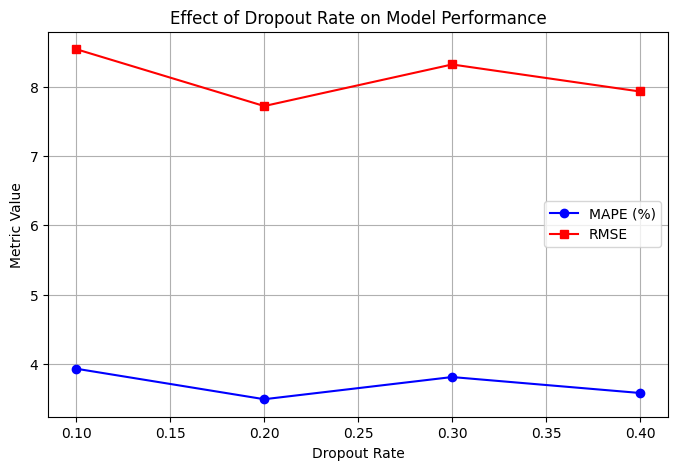 Effect of Dropout Rate on Model Performance
Metric Value
8
7
6
5
4
MAPE (%)
RMSE
0.10 0.15 0.20 0.25 0.30 0.35 0.40
Dropout Rate